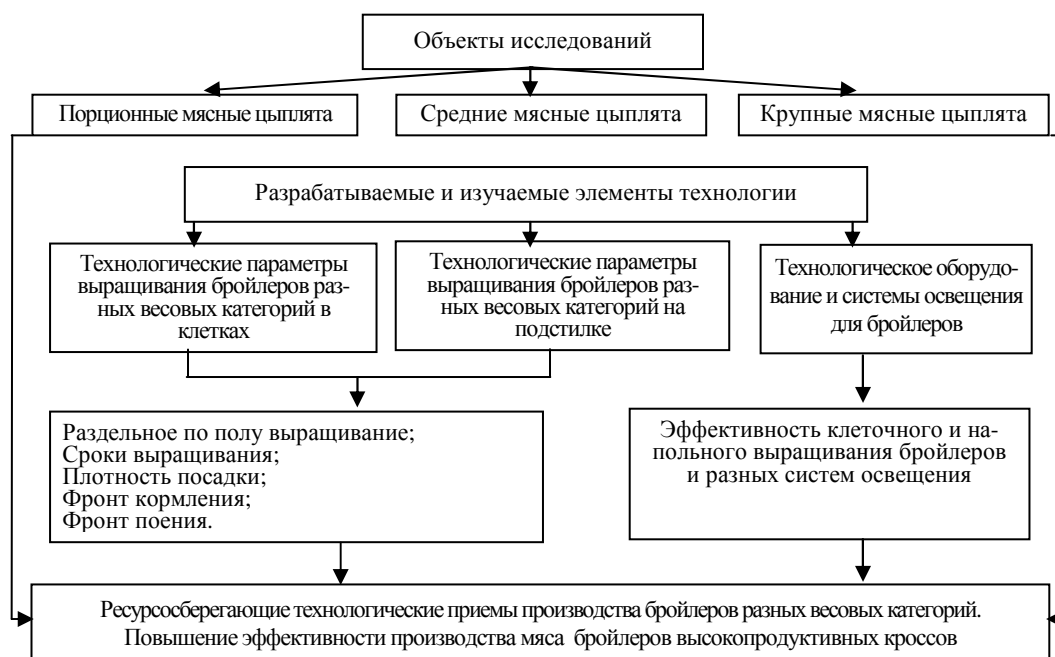 Объекты исследований
Порционные мясные цыплята
Средние мясные цыплята
Крупные мясные цыплята
Разрабатываемые и изучаемые элементы технологии
Технологические параметры
выращивания бройлеров раз-
ных весовых категорий в
клетках
Технологические параметры
выращивания бройлеров раз-
ных весовых категорий на
подстилке
Технологическое оборудо-
вание и системы освещения
для бройлеров
Раздельное по полу выращивание;
Сроки выращивания;
Плотность посадки;
Фронт кормления;
Фронт поения.
Эффективность клеточного и на-
польного выращивания бройлеров
и разных систем освещения
Ресурсосберегающие технологические приемы производства бройлеров разных весовых категорий.
Повышение эффективности производства мяса бройлеров высокопродуктивных кроссов